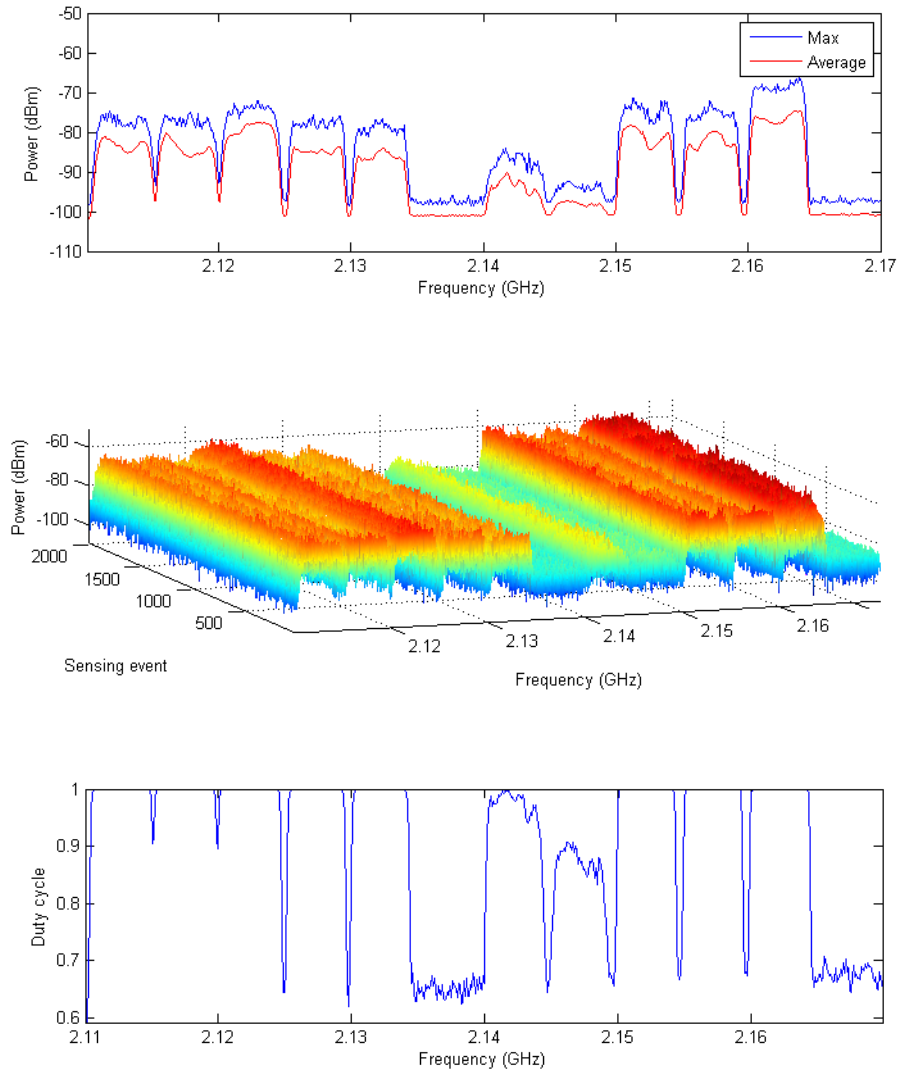 -50
-60
-70
-80
-90
-100
-110
Power (dBm)
Max
Average
2.12 2.13 2.14 2.15 2.16 2.17
Frequency (GHz)
-60
-80
-100
Power (dBm)
2000
1500
1000
500
Sensing event
2.12 2.13 2.14 2.15 2.16
Frequency (GHz)
1
0.9
0.8
0.7
0.6
Duty cycle
2.11 2.12 2.13 2.14 2.15 2.16
Frequency (GHz)